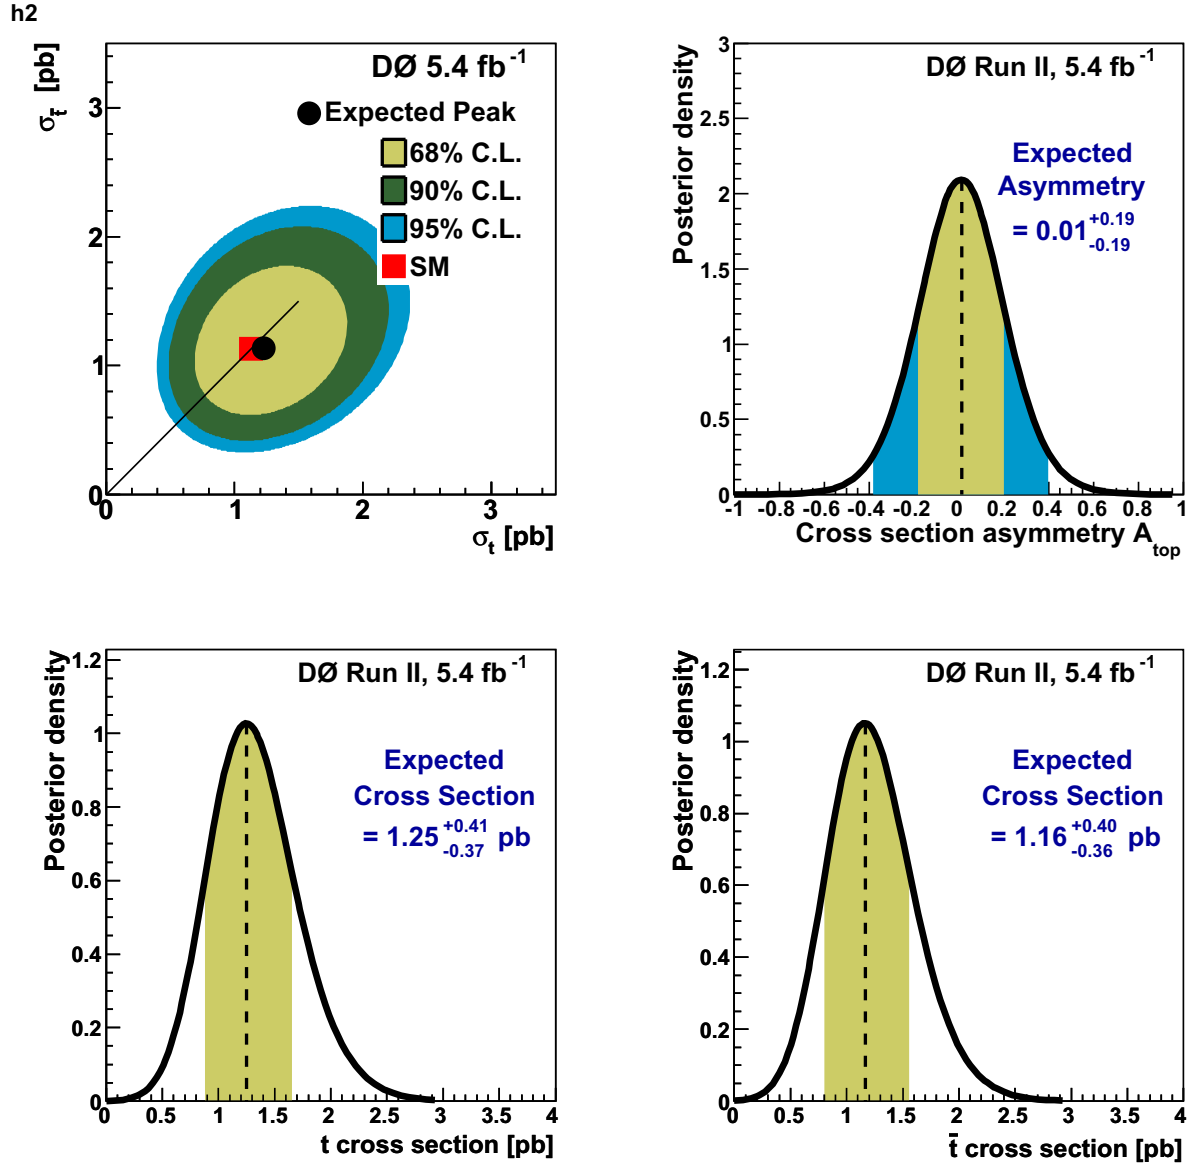 h2
DØ 5.4 fb-1
Expected Peak
68% C.L.
90% C.L.
95% C.L.
SM
σt̄ [pb]
3
2
1
0
0 1 2 3
σt [pb]
DØ Run II, 5.4 fb-1
Expected
Asymmetry
= 0.01 +0.19 -0.19
Posterior density
3
2.5
2
1.5
1
0.5
0
-1 -0.8 -0.6 -0.4 -0.2 0 0.2 0.4 0.6 0.8 1
Cross section asymmetry Atop
DØ Run II, 5.4 fb-1
Expected
Cross Section
= 1.25 +0.41 -0.37 pb
Posterior density
1.2
1
0.8
0.6
0.4
0.2
0
0 0.5 1 1.5 2 2.5 3 3.5 4
t cross section [pb]
DØ Run II, 5.4 fb-1
Expected
Cross Section
= 1.16 +0.40 -0.36 pb
Posterior density
1.2
1
0.8
0.6
0.4
0.2
0
0 0.5 1 1.5 2 2.5 3 3.5 4
t̄ cross section [pb]